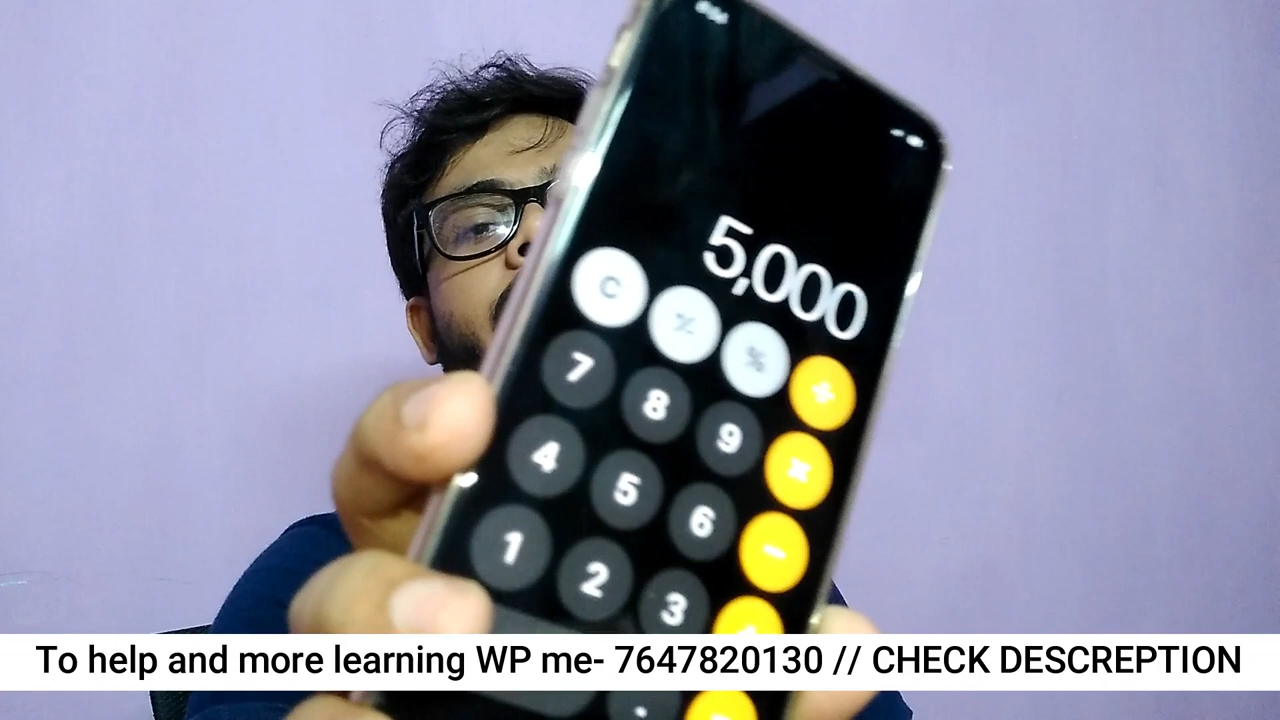 5,000
C % ÷
7 8 9 ×
4 5 6 −
1 2 3
To help and more learning WP me- 7647820130 // CHECK DESCREPTION